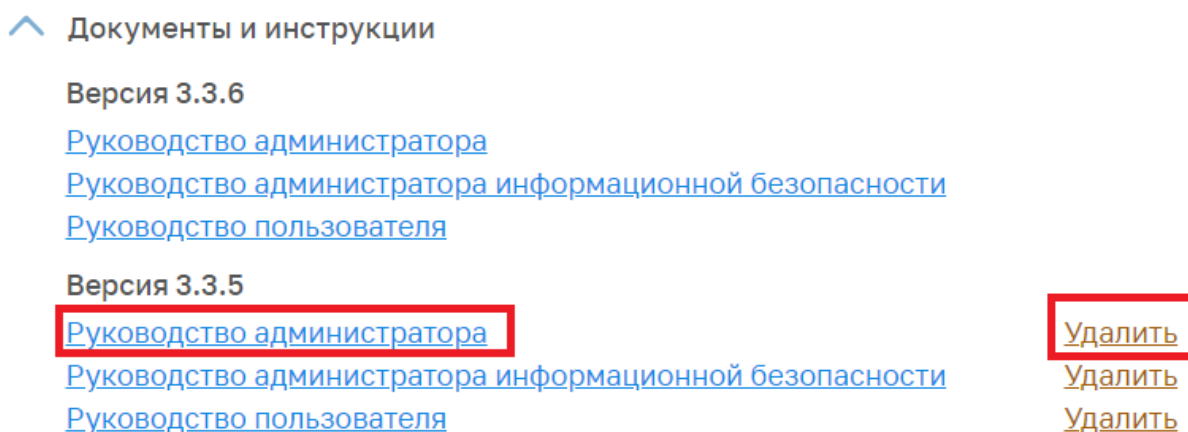 Документы и инструкции
Версия 3.3.6
Руководство администратора
Руководство администратора информационной безопасности
Руководство пользователя
Версия 3.3.5
Руководство администратора Удалить
Руководство администратора информационной безопасности Удалить
Руководство пользователя Удалить